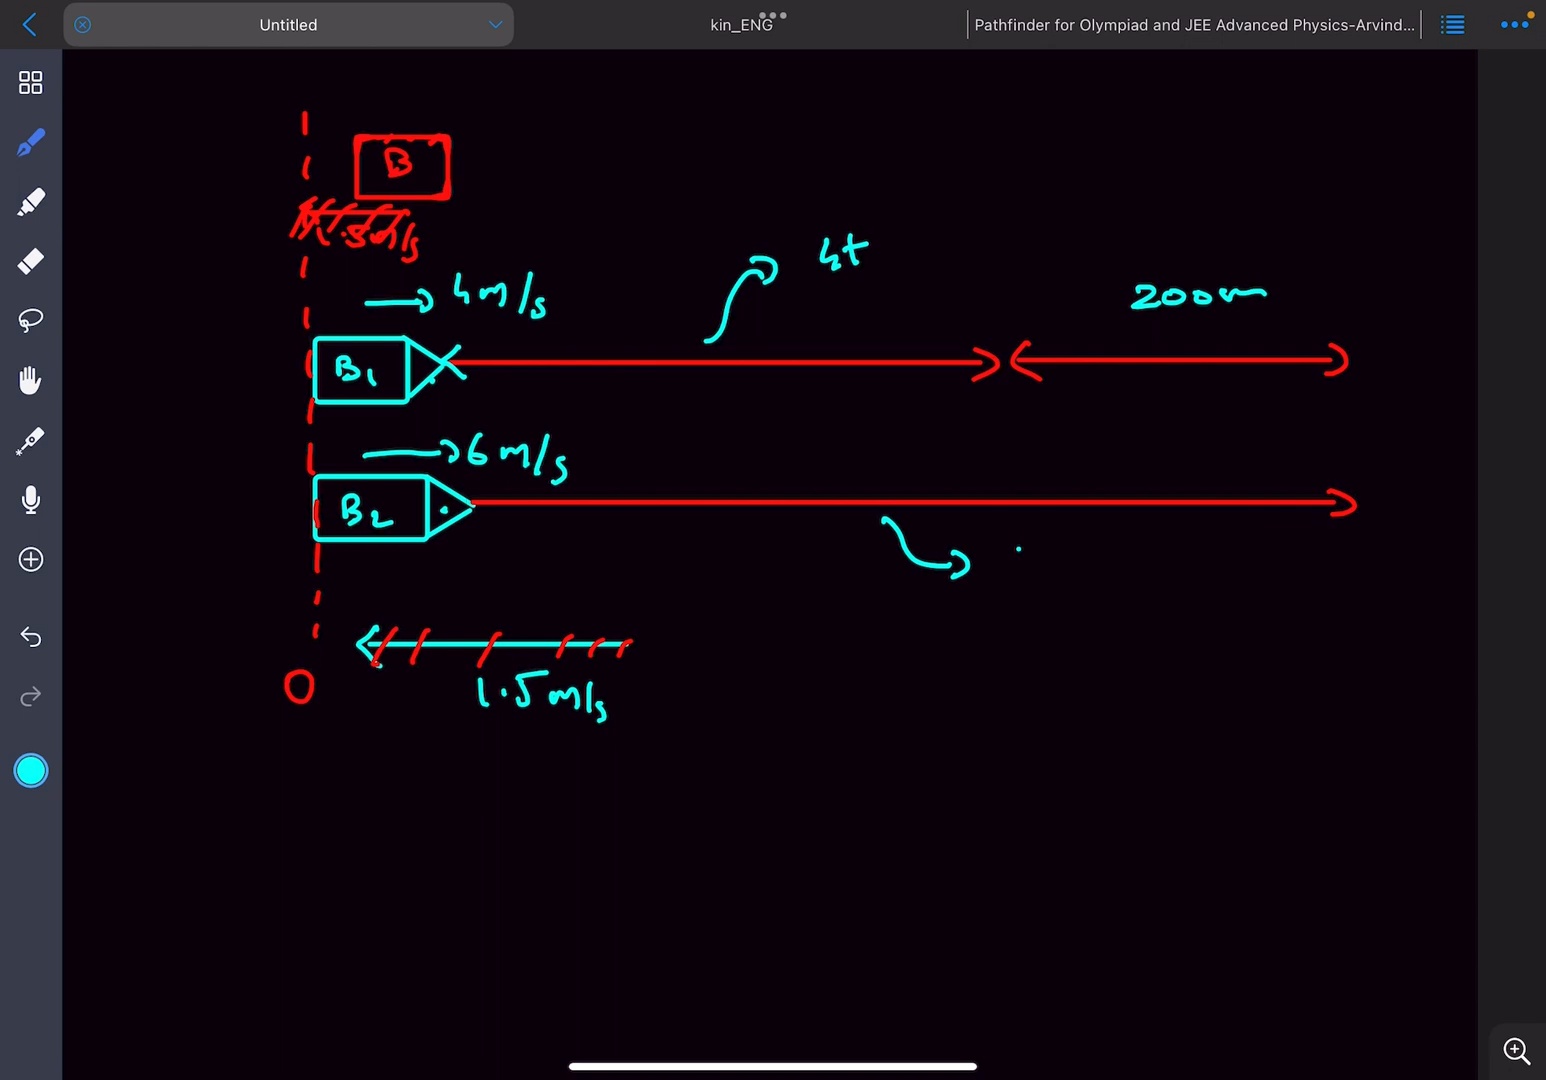 Untitled
kin_ENG
Pathfinder for Olympiad and JEE Advanced Physics-Arvind...
B
4t
4m/s
200m
B1
6m/s
B2
1.5m/s
O